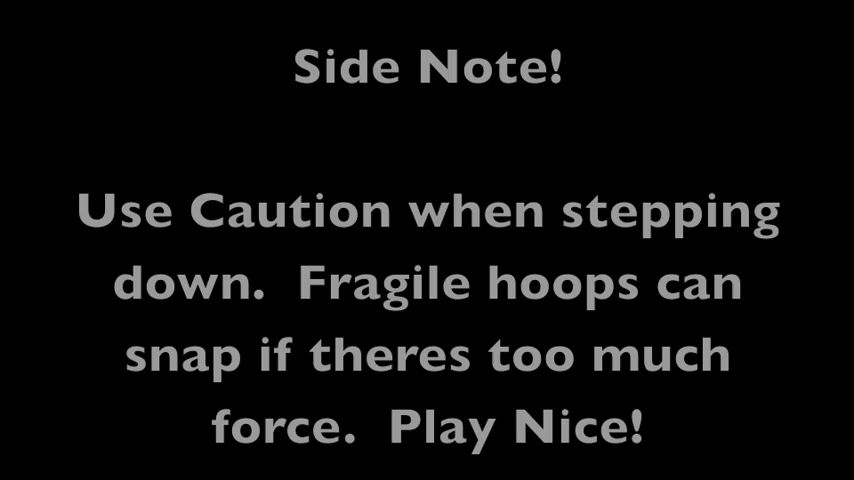 Side Note!
Use Caution when stepping
down.  Fragile hoops can
snap if theres too much
force.  Play Nice!